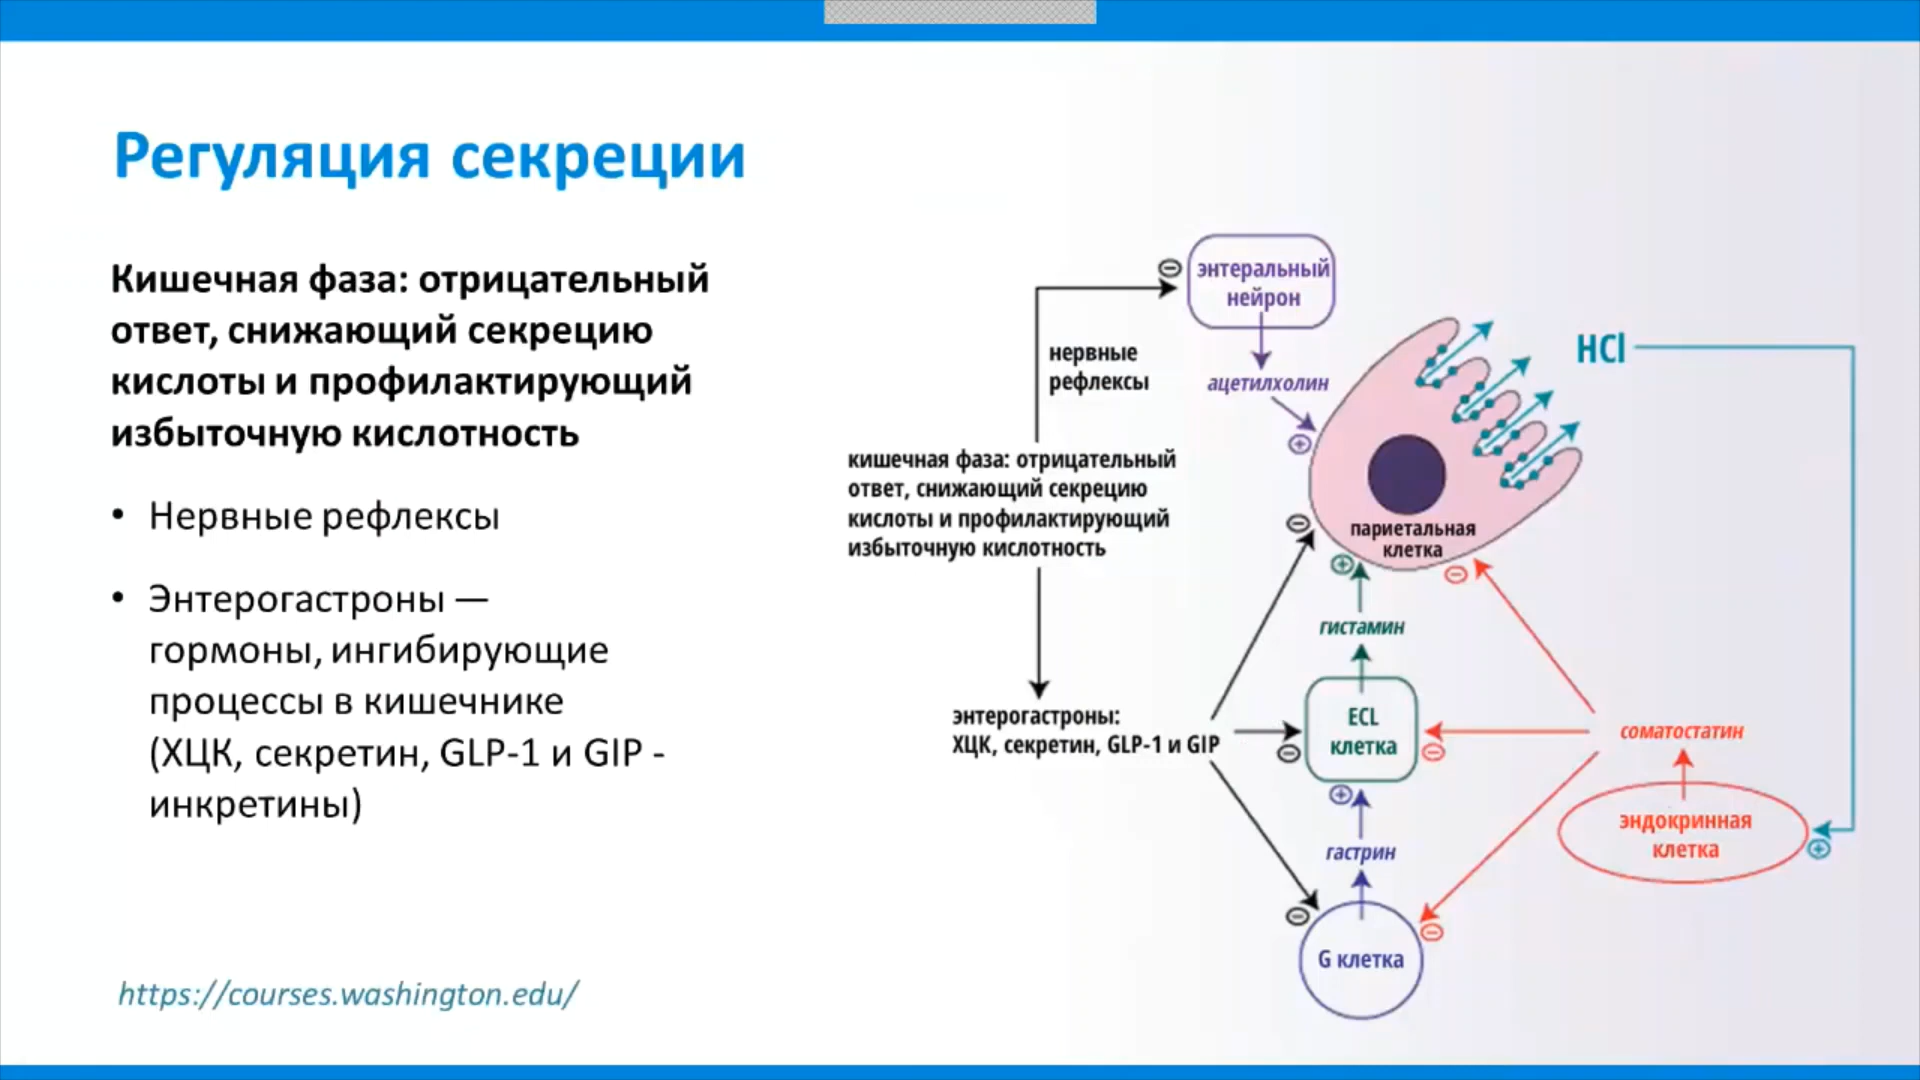 Регуляция секреции
Кишечная фаза: отрицательный
ответ, снижающий секрецию
кислоты и профилактирующий
избыточную кислотность
• Нервные рефлексы
• Энтерогастроны —
гормоны, ингибирующие
процессы в кишечнике
(ХЦК, секретин, GLP-1 и GIP -
инкретины)
https://courses.washington.edu/
энтеральный
нейрон
нервные
рефлексы
ацетилхолин
HCl
кишечная фаза: отрицательный
ответ, снижающий секрецию
кислоты и профилактирующий
избыточную кислотность
париетальная
клетка
гистамин
энтерогастроны:
ХЦК, секретин, GLP-1 и GIP
ECL
клетка
соматостатин
эндокринная
клетка
гастрин
G клетка